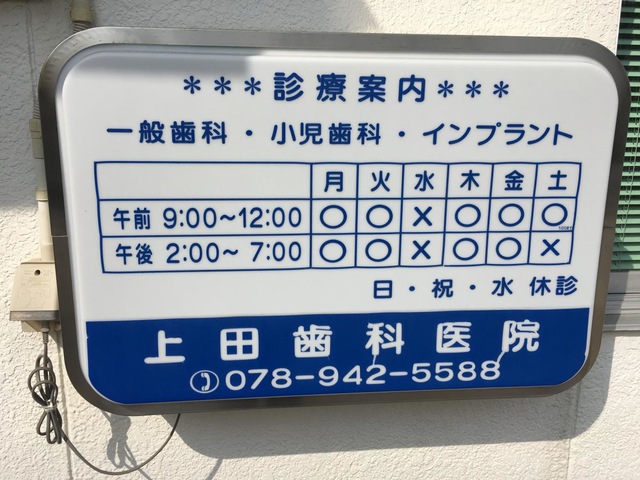 ***診療案内***
一般歯科・小児歯科・インプラント
月 火 水 木 金 土
午前 9:00~12:00 ○ ○ × ○ ○ ○
午後 2:00~ 7:00 ○ ○ × ○ ○ ×
日・祝・水 休診
上田歯科医院
078-942-5588